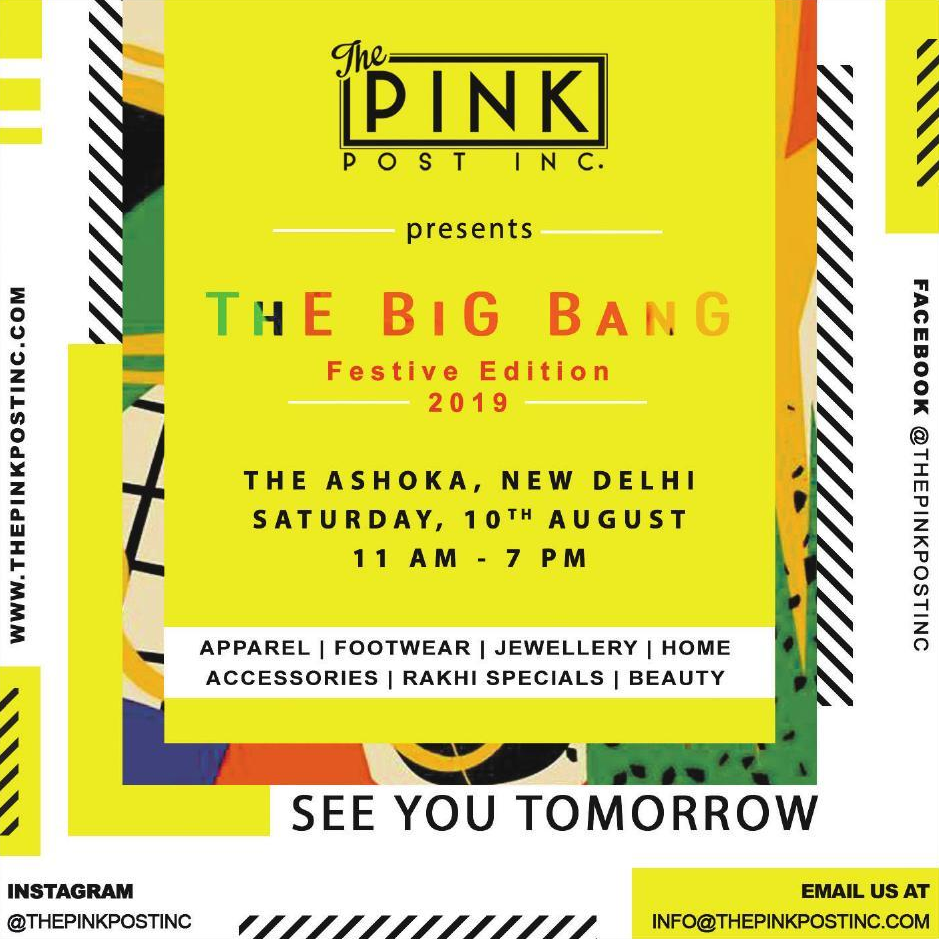 The
PINK
POST INC.
presents
THE BIG BANG
Festive Edition
2019
THE ASHOKA, NEW DELHI
SATURDAY, 10TH AUGUST
11 AM - 7 PM
APPAREL | FOOTWEAR | JEWELLERY | HOME
ACCESSORIES | RAKHI SPECIALS | BEAUTY
SEE YOU TOMORROW
WWW.THEPINKPOSTINC.COM
FACEBOOK @THEPINKPOSTINC
INSTAGRAM
@THEPINKPOSTINC
EMAIL US AT
INFO@THEPINKPOSTINC.COM